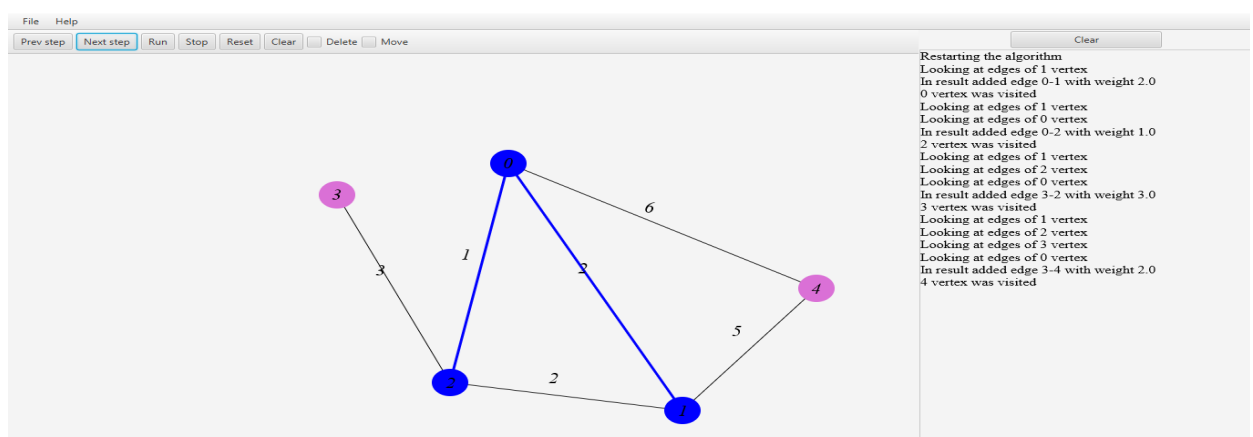 File Help
Prev step Next step Run Stop Reset Clear Delete Move
Clear
Restarting the algorithm
Looking at edges of 1 vertex
In result added edge 0-1 with weight 2.0
0 vertex was visited
Looking at edges of 1 vertex
Looking at edges of 0 vertex
In result added edge 0-2 with weight 1.0
2 vertex was visited
Looking at edges of 1 vertex
Looking at edges of 2 vertex
Looking at edges of 0 vertex
In result added edge 3-2 with weight 3.0
3 vertex was visited
Looking at edges of 1 vertex
Looking at edges of 2 vertex
Looking at edges of 3 vertex
Looking at edges of 0 vertex
In result added edge 3-4 with weight 2.0
4 vertex was visited
0
3
6
1
3
2
4
5
2
2
1